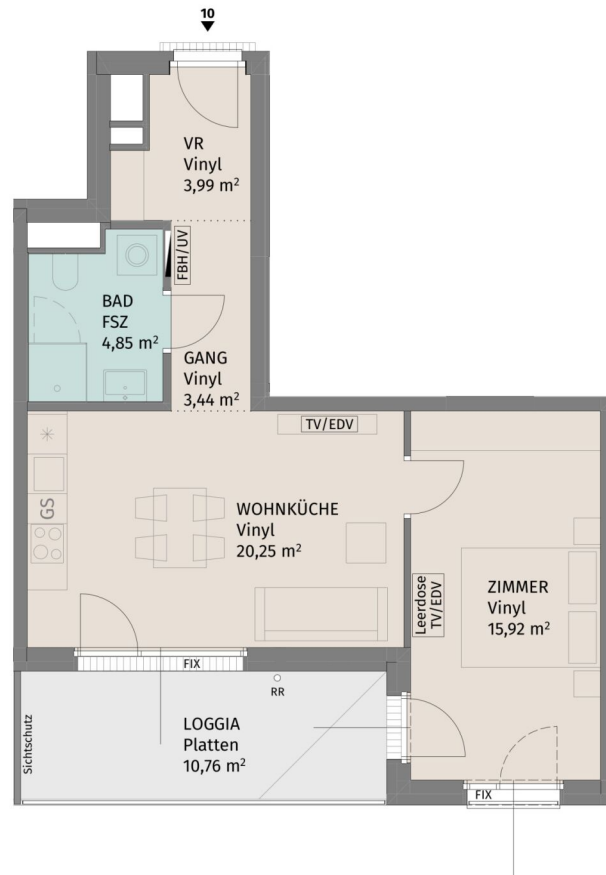 10
VR
Vinyl
3,99 m²
FBH/UV
BAD
FSZ
4,85 m²
GANG
Vinyl
3,44 m²
TV/EDV
GS
WOHNKÜCHE
Vinyl
20,25 m²
Leerdose
TV/EDV
ZIMMER
Vinyl
15,92 m²
FIX
RR
Sichtschutz
LOGGIA
Platten
10,76 m²
FIX